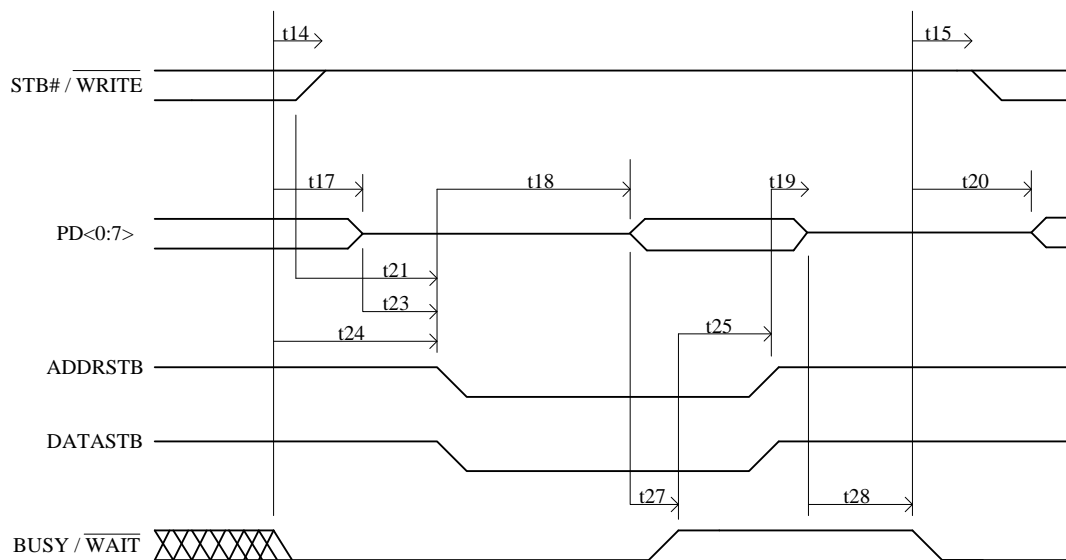 t14 t15
STB# / WRITE
t17 t18 t19 t20
PD<0:7>
t21
t23
t25
t24
ADDRSTB
DATASTB
t27 t28
BUSY / WAIT